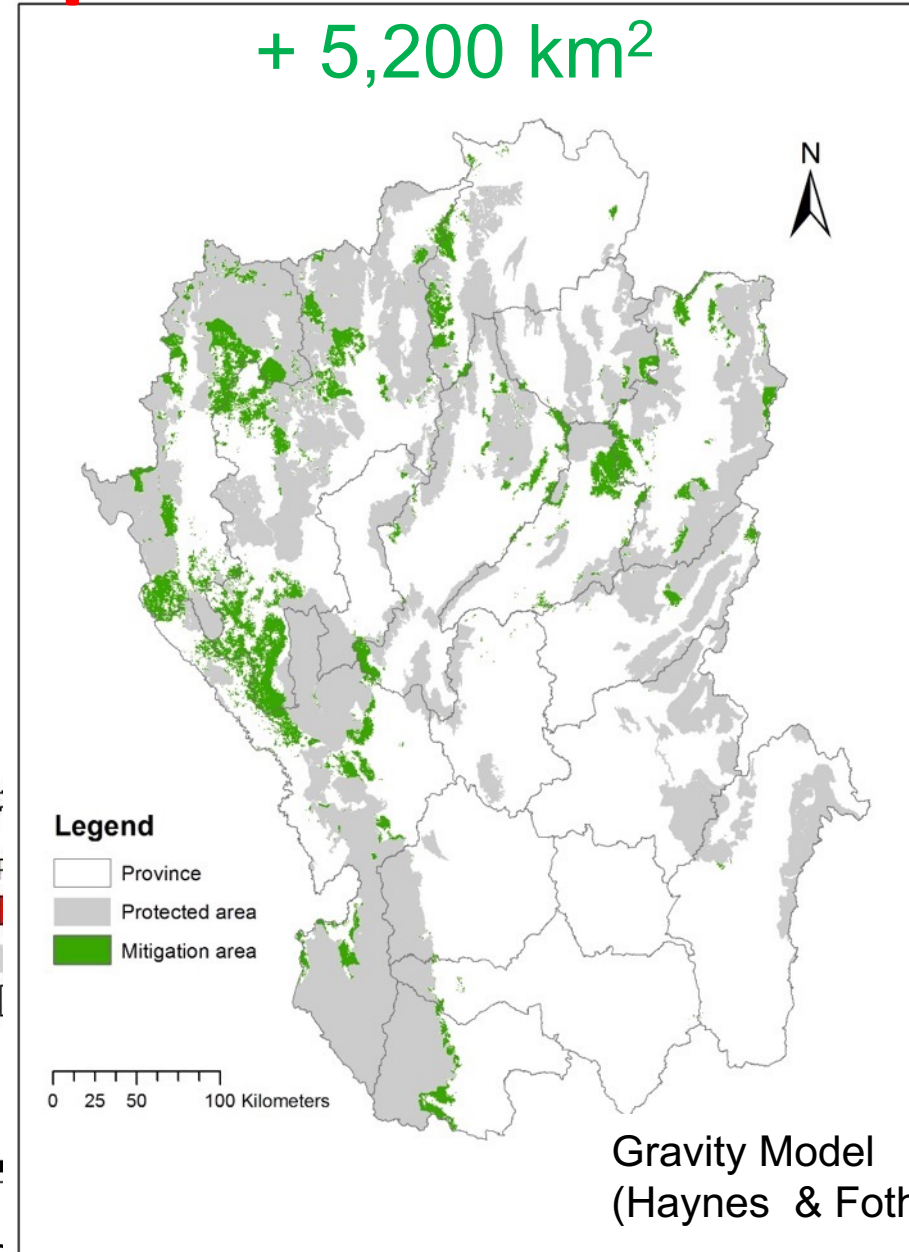 + 5,200 km²
N
Legend
Province
Protected area
Mitigation area
0 25 50 100 Kilometers
Gravity Model
(Haynes & Foth